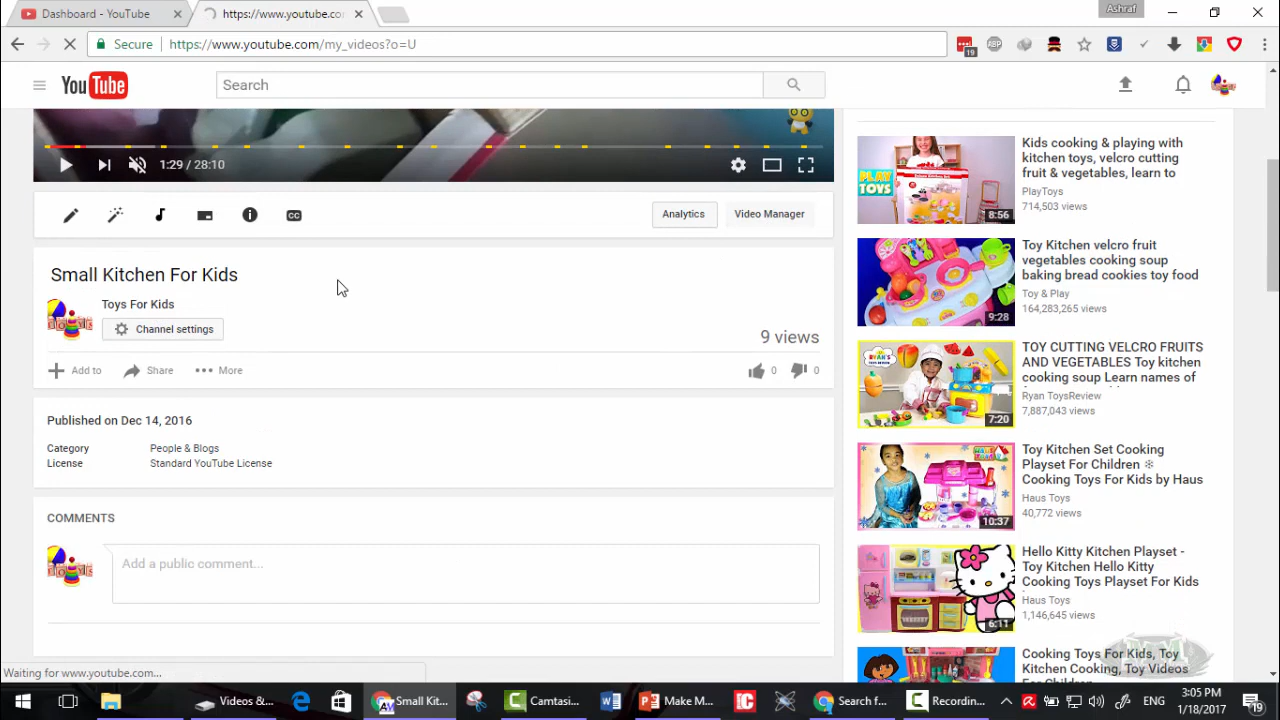 Dashboard - YouTube
https://www.youtube.co
Ashraf
Secure
https://www.youtube.com/my_videos?o=U
19
ABP
YouTube
Search
1:29 / 28:10
CC
Analytics
Video Manager
Small Kitchen For Kids
Toys For Kids
Channel settings
9 views
Add to
Share
More
0
0
Published on Dec 14, 2016
Category
People & Blogs
License
Standard YouTube License
COMMENTS
Add a public comment...
Kids cooking & playing with
kitchen toys, velcro cutting
fruit & vegetables, learn to
PlayToys
714,503 views
PLAY
TOYS
8:56
Toy Kitchen velcro fruit
vegetables cooking soup
baking bread cookies toy food
Toy & Play
164,283,265 views
9:28
TOY CUTTING VELCRO FRUITS
AND VEGETABLES Toy kitchen
cooking soup Learn names of
Ryan ToysReview
7,887,043 views
7:20
Toy Kitchen Set Cooking
Playset For Children ❄
Cooking Toys For Kids by Haus
Haus Toys
40,772 views
10:37
Hello Kitty Kitchen Playset -
Toy Kitchen Hello Kitty
Cooking Toys Playset For Kids
Haus Toys
1,146,645 views
6:11
Cooking Toys For Kids, Toy
Kitchen Cooking, Toy Videos
For Children
Waiting for www.youtube.com...
Videos &...
Small Kit...
Camtasi...
Make M...
Search f...
Recordin...
ENG
3:05 PM
1/18/2017
19